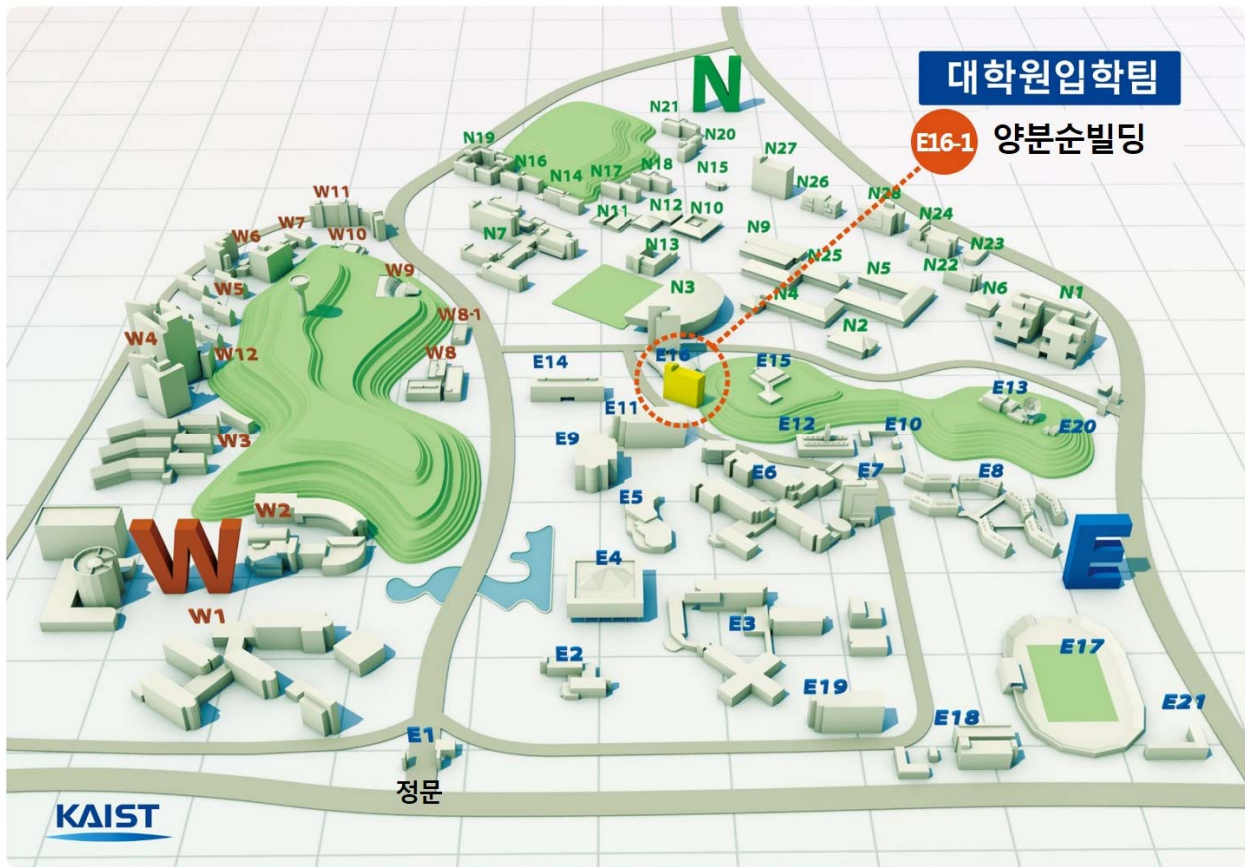 N
대학원입학팀
E16-1 양분순빌딩
N21
N20
N19
N16
N14
N17
N18
N15
N27
N26
N28
N24
N23
N22
N6
N1
N11
N12
N10
N9
N25
N5
N7
N13
N3
N4
N2
W11
W7
W6
W10
W9
W5
W8-1
W4
W12
W8
W3
W2
W
W1
E14
E16
E15
E13
E20
E11
E12
E10
E9
E6
E7
E8
E5
E4
E
E3
E2
E17
E19
E18
E21
E1
정문
KAIST